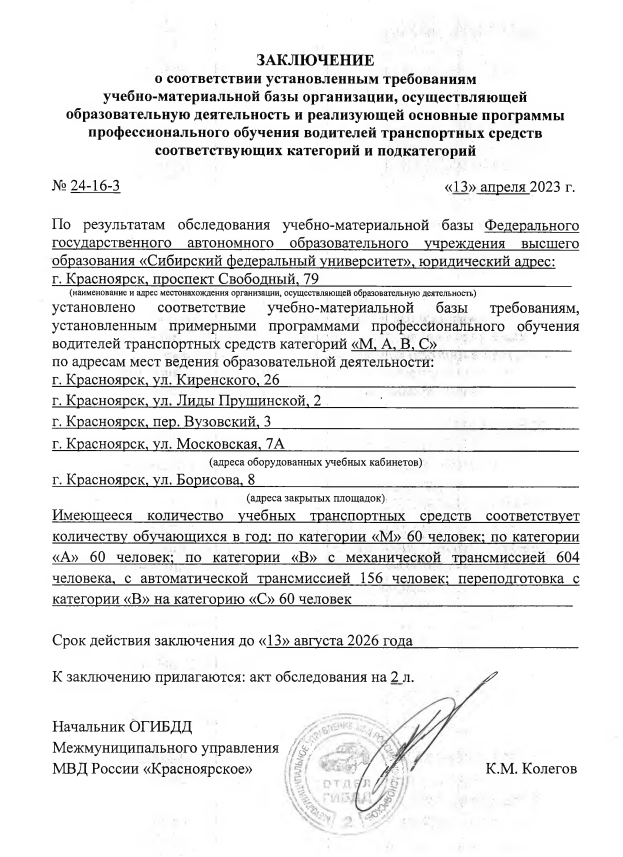 ЗАКЛЮЧЕНИЕ
о соответствии установленным требованиям
учебно-материальной базы организации, осуществляющей
образовательную деятельность и реализующей основные программы
профессионального обучения водителей транспортных средств
соответствующих категорий и подкатегорий
№ 24-16-3 «13» апреля 2023 г.
По результатам обследования учебно-материальной базы Федерального
государственного автономного образовательного учреждения высшего
образования «Сибирский федеральный университет», юридический адрес:
г. Красноярск, проспект Свободный, 79
(наименование и адрес местонахождения организации, осуществляющей образовательную деятельность)
установлено соответствие учебно-материальной базы требованиям,
установленным примерными программами профессионального обучения
водителей транспортных средств категорий «М, А, В, С»
по адресам мест ведения образовательной деятельности:
г. Красноярск, ул. Киренского, 26
г. Красноярск, ул. Лиды Прушинской, 2
г. Красноярск, пер. Вузовский, 3
г. Красноярск, ул. Московская, 7А
(адреса оборудованных учебных кабинетов)
г. Красноярск, ул. Борисова, 8
(адреса закрытых площадок)
Имеющееся количество учебных транспортных средств соответствует
количеству обучающихся в год: по категории «М» 60 человек; по категории
«А» 60 человек; по категории «В» с механической трансмиссией 604
человека, с автоматической трансмиссией 156 человек; переподготовка с
категории «В» на категорию «С» 60 человек
Срок действия заключения до «13» августа 2026 года
К заключению прилагаются: акт обследования на 2 л.
Начальник ОГИБДД
Межмуниципального управления
МВД России «Красноярское» К.М. Колегов
ОТДЕЛ
ГИБДД
2